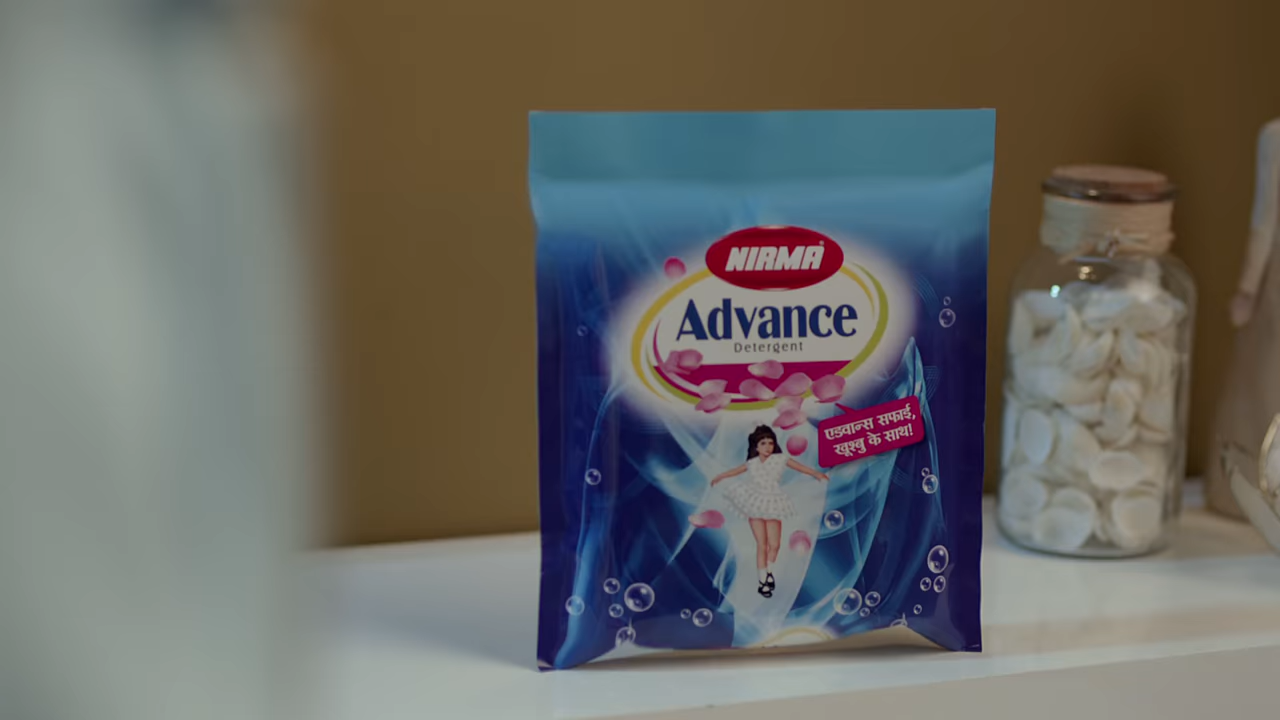 NIRMA
Advance
Detergent
एडवान्स सफाई,
खूश्बु के साथ!